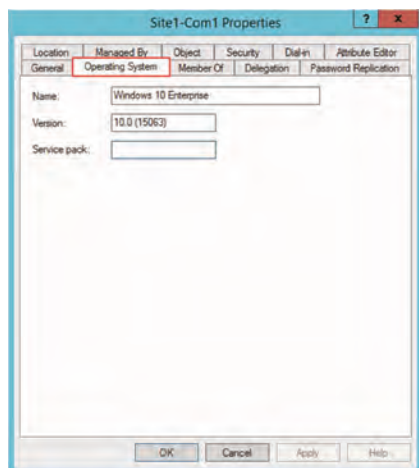 Site1-Com1 Properties
? x
Location Managed By Object Security Dial-in Attribute Editor
General Operating System Member Of Delegation Password Replication
Name: Windows 10 Enterprise
Version: 10.0 (15063)
Service pack:
OK Cancel Apply Help